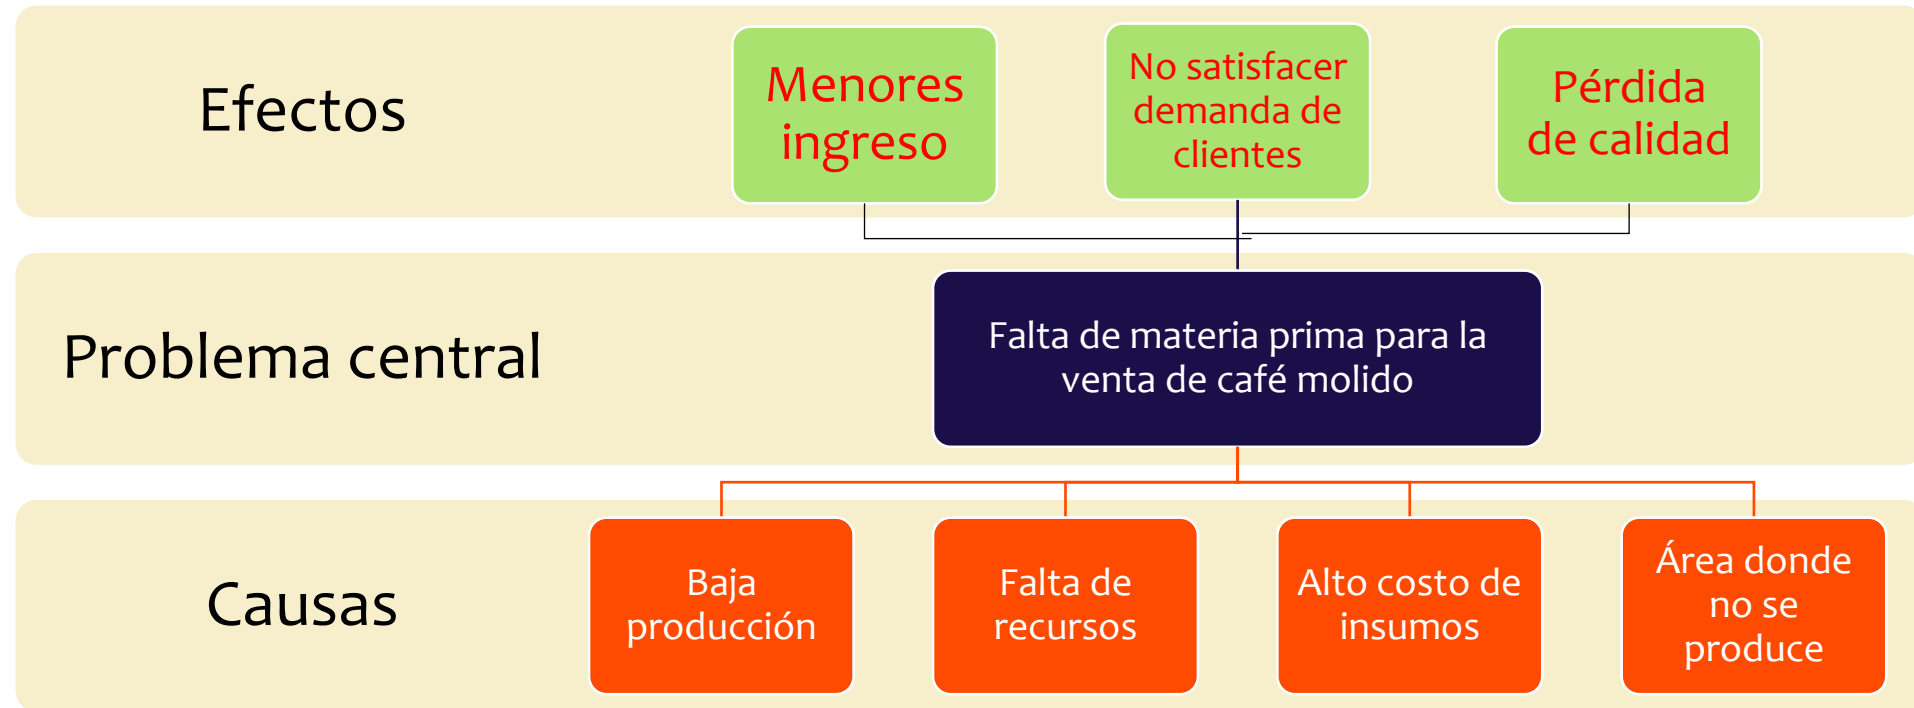 Efectos
Menores
ingreso
No satisfacer
demanda de
clientes
Pérdida
de calidad
Problema central
Falta de materia prima para la
venta de café molido
Causas
Baja
producción
Falta de
recursos
Alto costo de
insumos
Área donde
no se
produce